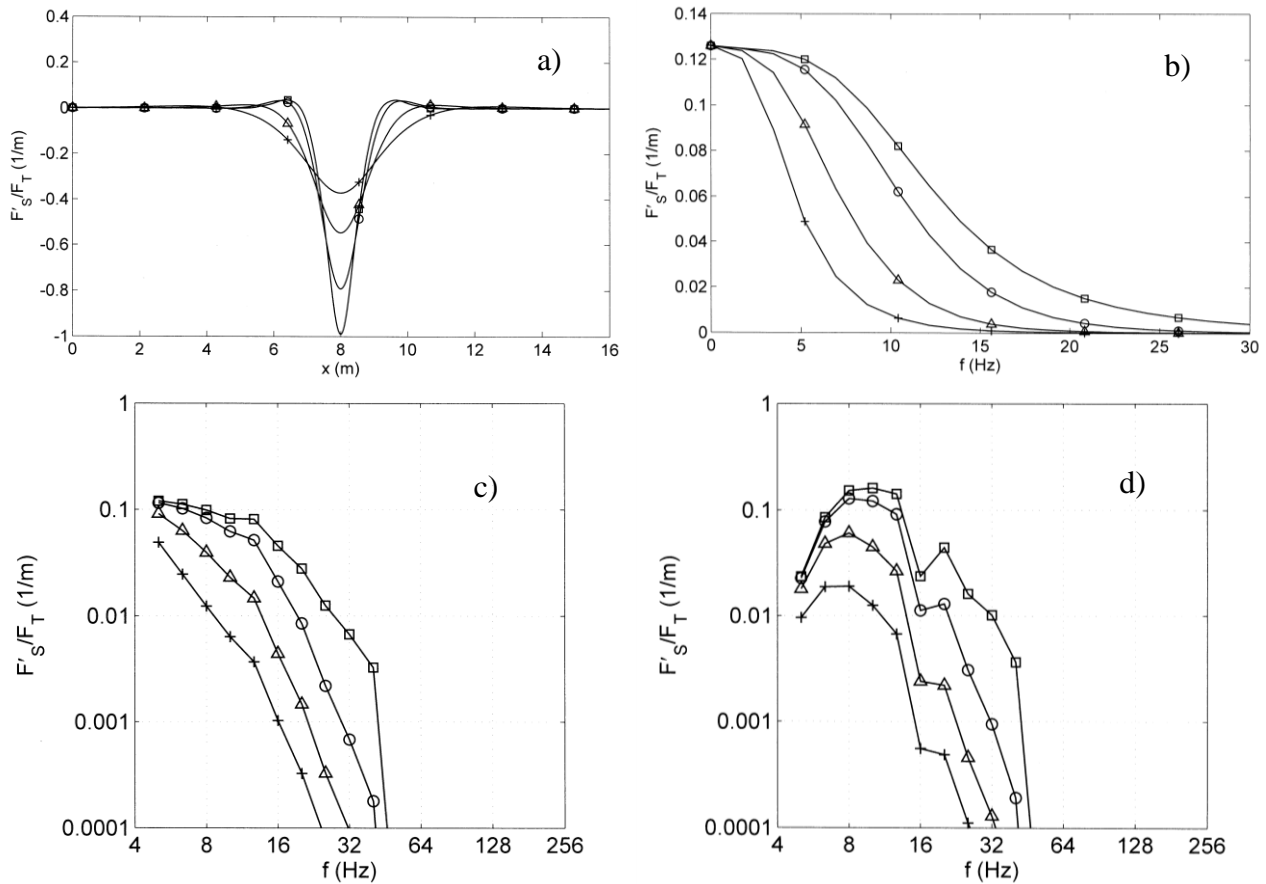 a)
0.4
0.2
0
-0.2
-0.4
-0.6
-0.8
-1
F'S/FT (1/m)
0 2 4 6 8 10 12 14 16
x (m)
b)
0.14
0.12
0.10
0.08
0.06
0.04
0.02
0
F'S/FT (1/m)
0 5 10 15 20 25 30
f (Hz)
c)
1
0.1
0.01
0.001
0.0001
F'S/FT (1/m)
4 8 16 32 64 128 256
f (Hz)
d)
1
0.1
0.01
0.001
0.0001
F'S/FT (1/m)
4 8 16 32 64 128 256
f (Hz)